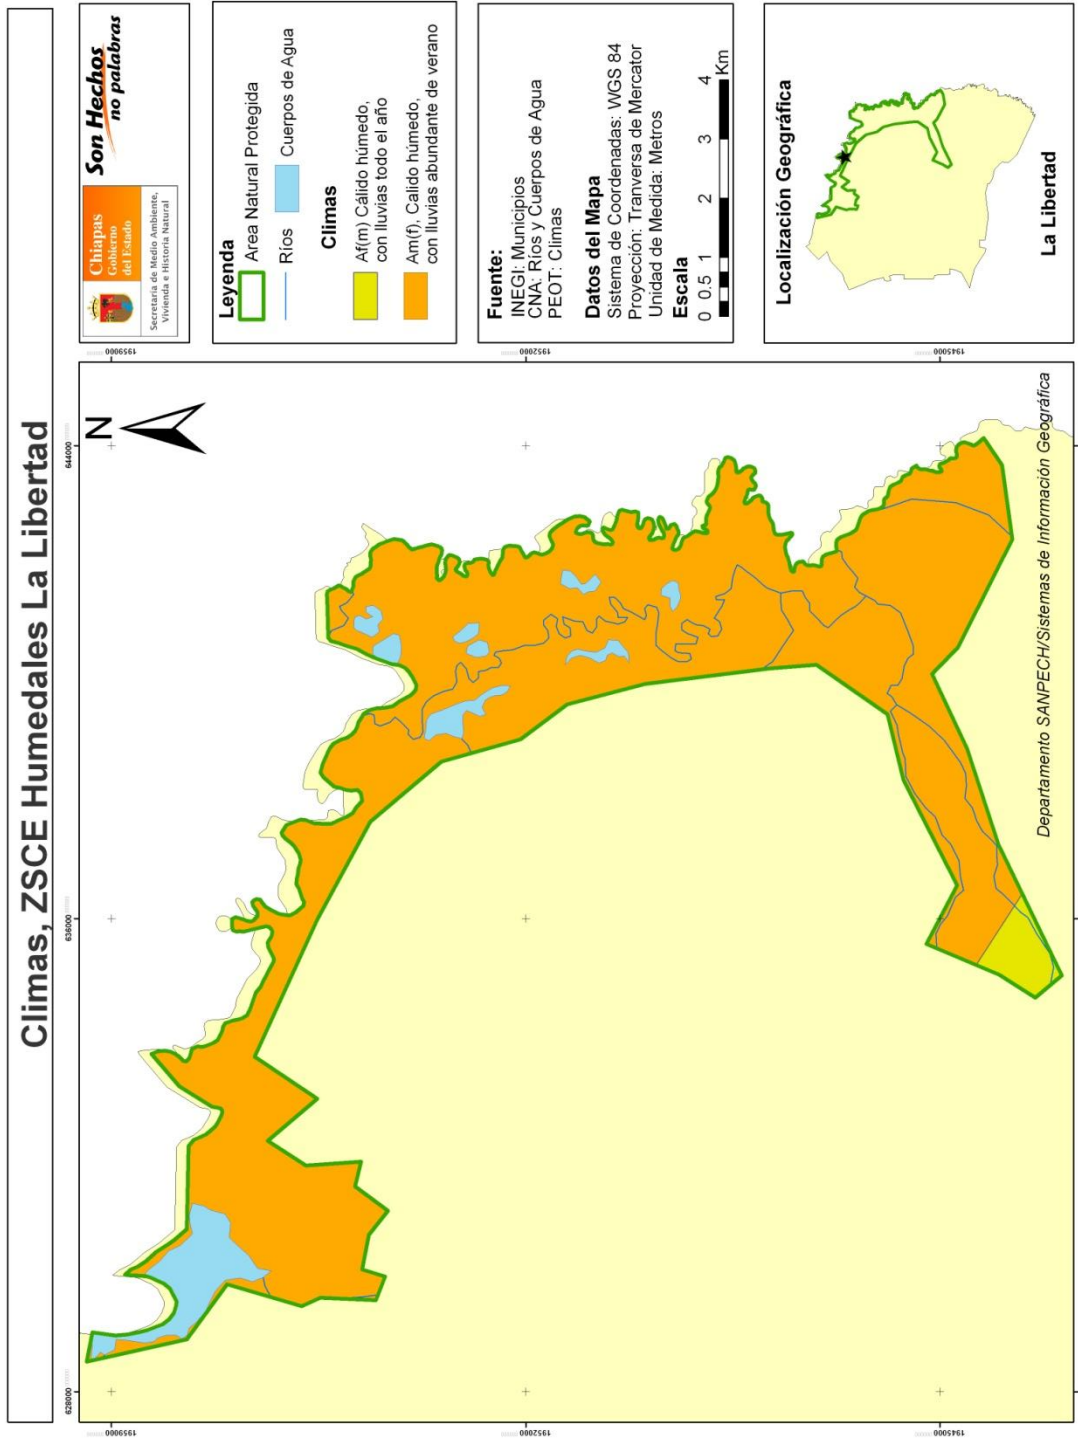 Climas, ZSCE Humedales La Libertad
Chiapas
Gobierno
del Estado
Secretaría de Medio Ambiente,
Vivienda e Historia Natural
Son Hechos
no palabras
Leyenda
Area Natural Protegida
Ríos
Cuerpos de Agua
Climas
Af(m) Cálido húmedo,
con lluvias todo el año
Am(f), Calido húmedo,
con lluvias abundante de verano
Fuente:
INEGI: Municipios
CNA: Ríos y Cuerpos de Agua
PEOT: Climas
Datos del Mapa
Sistema de Coordenadas: WGS 84
Proyección: Tranversa de Mercator
Unidad de Medida: Metros
Escala
0 0.5 1 2 3 4
Km
Localización Geográfica
La Libertad
N
628000
636000
644000
1959000
1952000
1945000
1959000
1952000
1945000
Departamento SANPECH/Sistemas de Información Geográfica